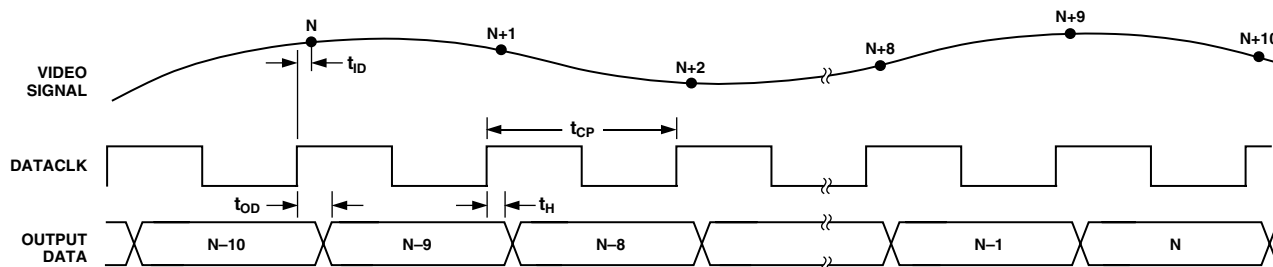 N
N+1
N+2
N+8
N+9
N+10
VIDEO
SIGNAL
tID
tCP
DATACLK
tOD
tH
OUTPUT
DATA
N–10
N–9
N–8
N–1
N